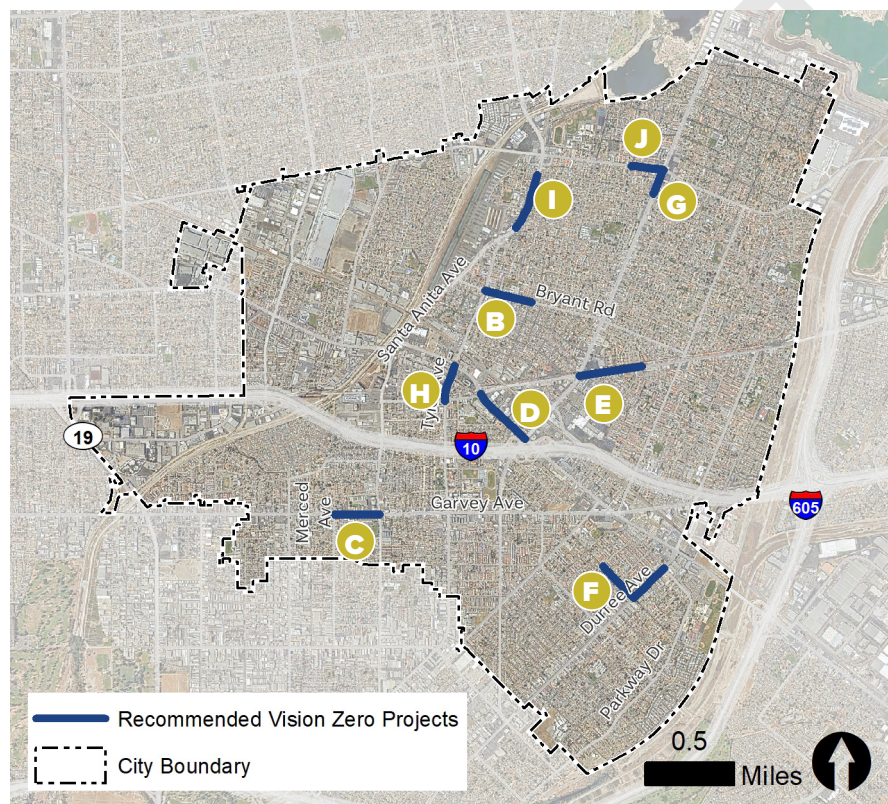 J
I
G
Santa Anita Ave
Bryant Rd
B
H
Tyler Ave
D
E
19
10
Merced
Ave
Garvey Ave
605
C
F
Durfee Ave
Parkway Dr
Recommended Vision Zero Projects
City Boundary
0.5
Miles